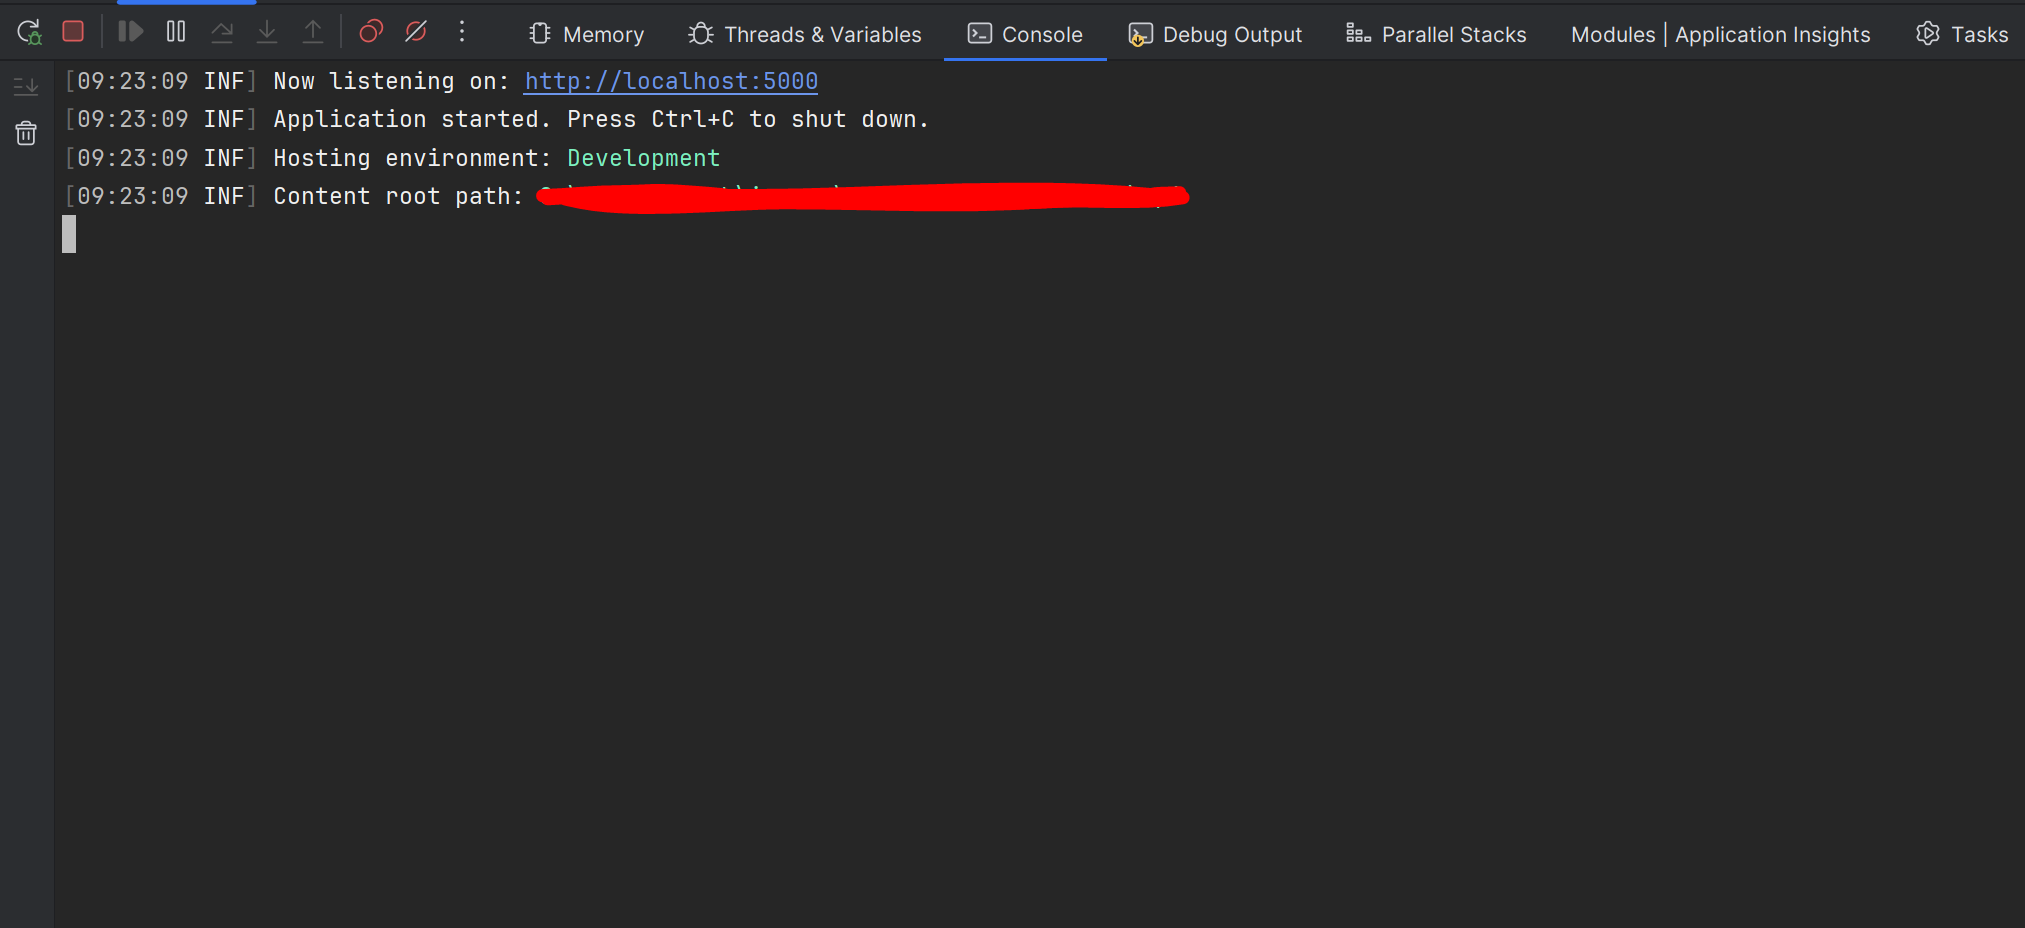 Memory Threads & Variables Console Debug Output Parallel Stacks Modules | Application Insights Tasks
[09:23:09 INF] Now listening on: http://localhost:5000
[09:23:09 INF] Application started. Press Ctrl+C to shut down.
[09:23:09 INF] Hosting environment: Development
[09:23:09 INF] Content root path: